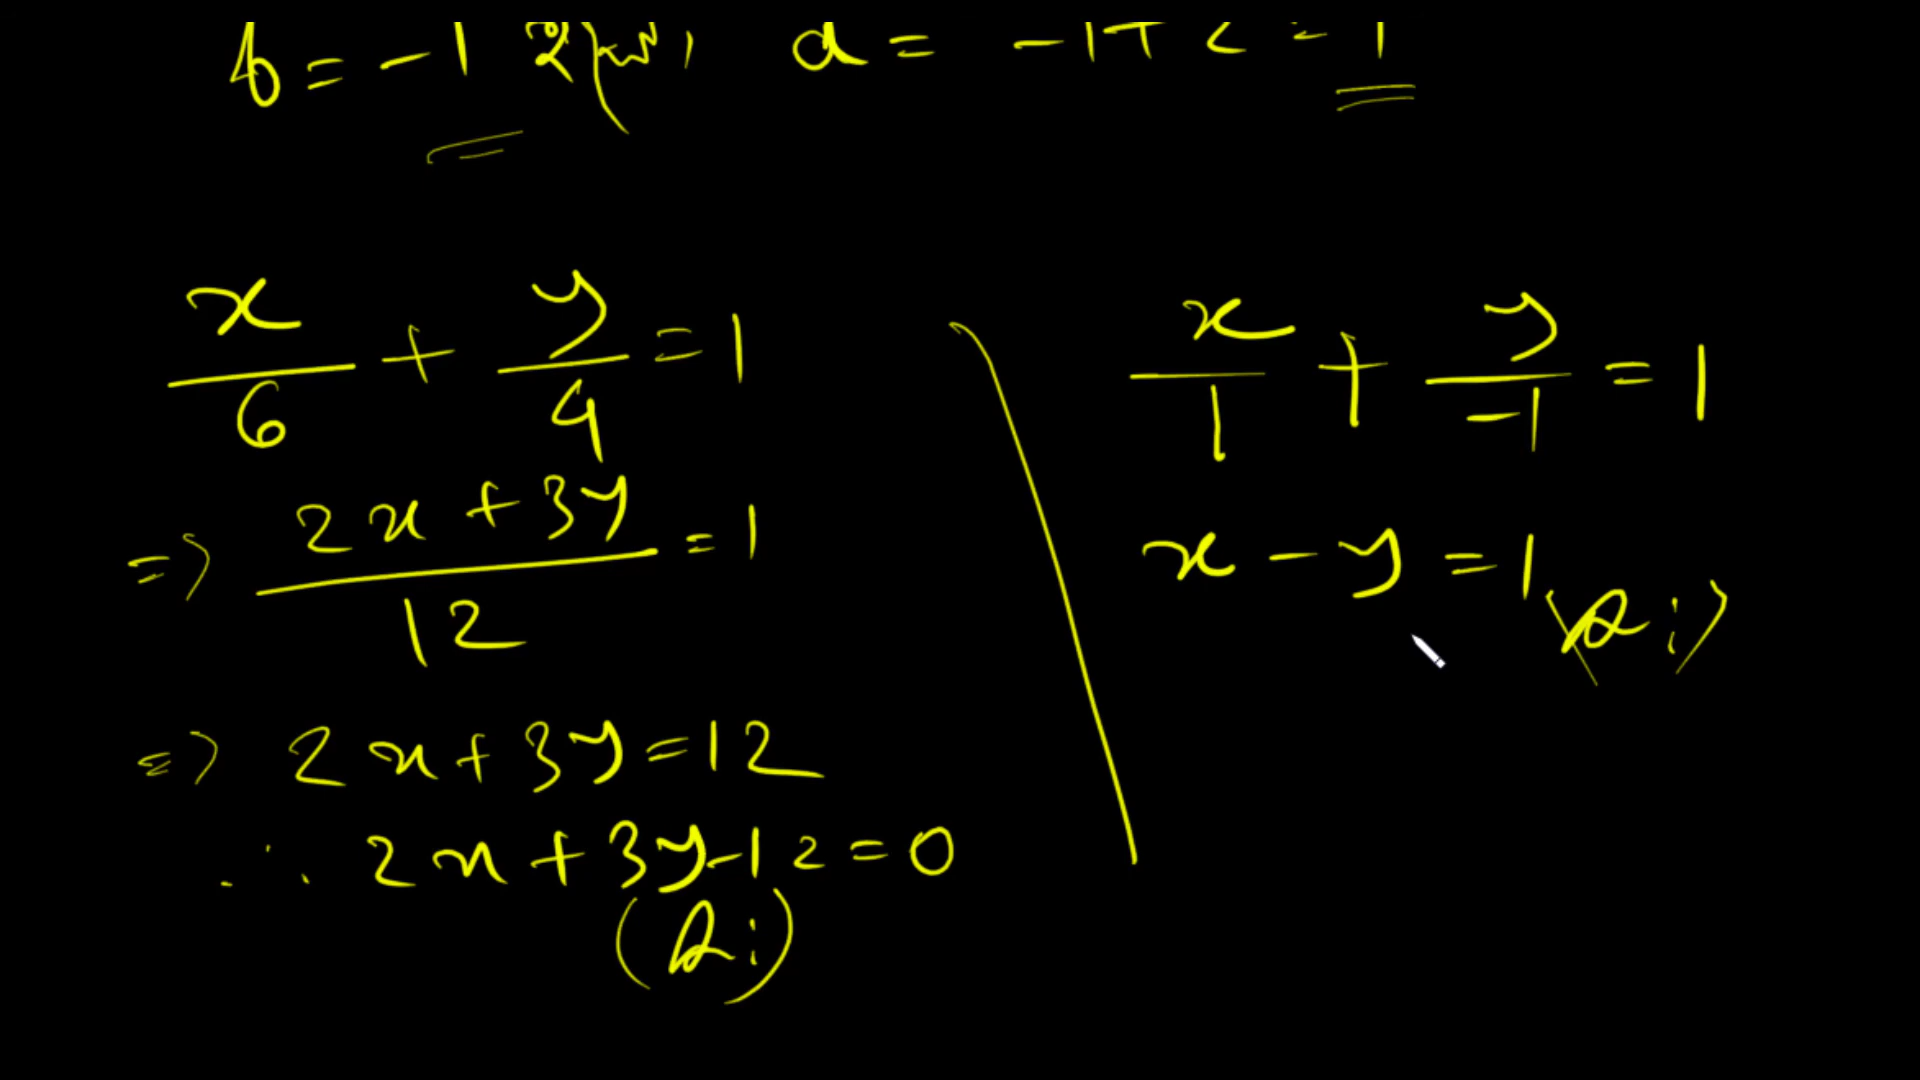 b = -1 হলে, a = -1+2 = 1
x/6 + y/4 = 1
⇒ (2x+3y)/12 = 1
⇒ 2x+3y=12
∴ 2x+3y-12=0
x/1 + y/-1 = 1
x - y = 1